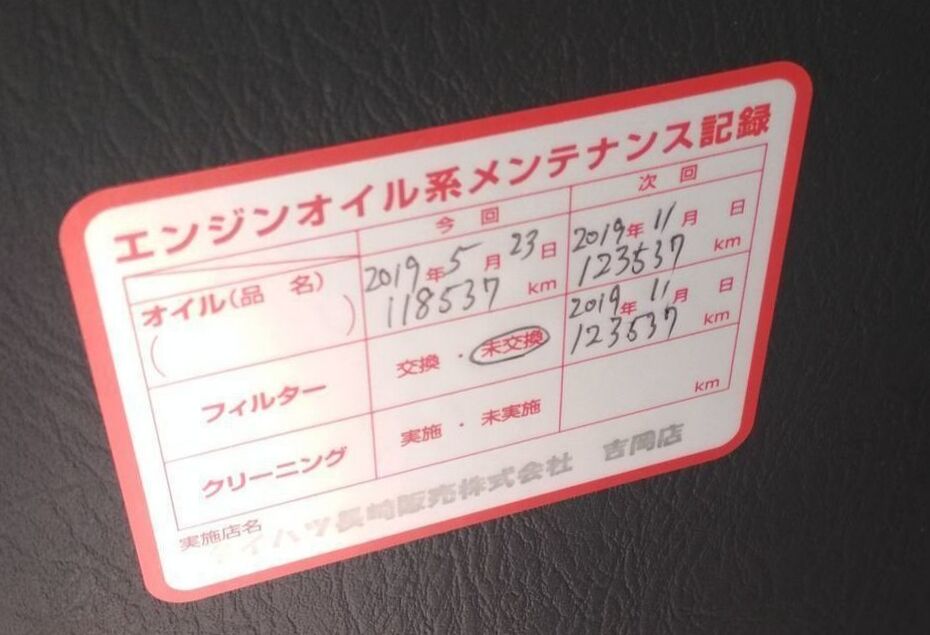 エンジンオイル系メンテナンス記録
今回 次回
オイル(品 名) 2019年5月23日 2019年11月 日
( ) 118537km 123537km
フィルター 交換・未交換 2019年11月 日
123537km
クリーニング 実施・未実施 km
実施店名 ダイハツ長崎販売株式会社 吉岡店